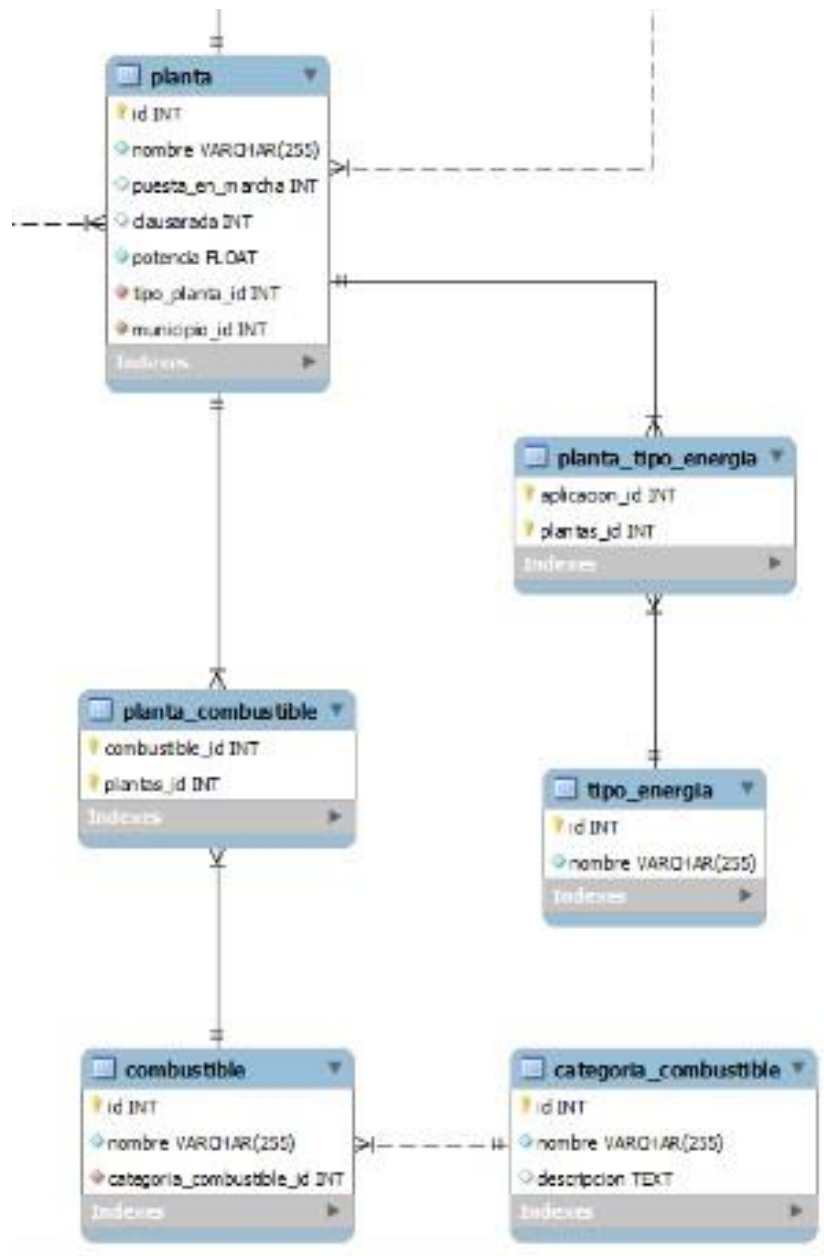 planta
id INT
nombre VARCHAR(255)
puesta_en_marcha INT
clausarada INT
potencia FLOAT
tipo_planta_id INT
municipio_id INT
Indexes
planta_tipo_energia
aplicacion_id INT
plantas_id INT
Indexes
planta_combustible
combustible_id INT
plantas_id INT
Indexes
tipo_energia
id INT
nombre VARCHAR(255)
Indexes
combustible
id INT
nombre VARCHAR(255)
categoria_combustible_id INT
Indexes
categoria_combustible
id INT
nombre VARCHAR(255)
descripcion TEXT
Indexes